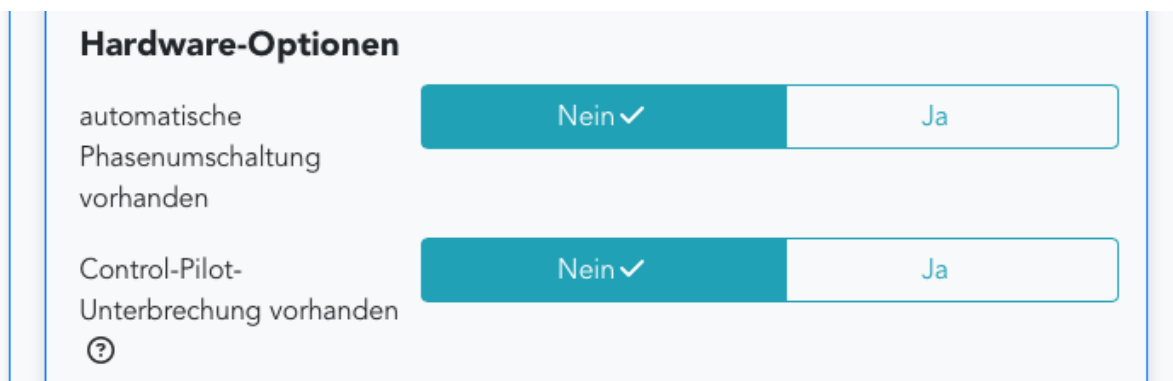 Hardware-Optionen
automatische
Phasenumschaltung
vorhanden
Nein Ja
Control-Pilot-
Unterbrechung vorhanden
?
Nein Ja